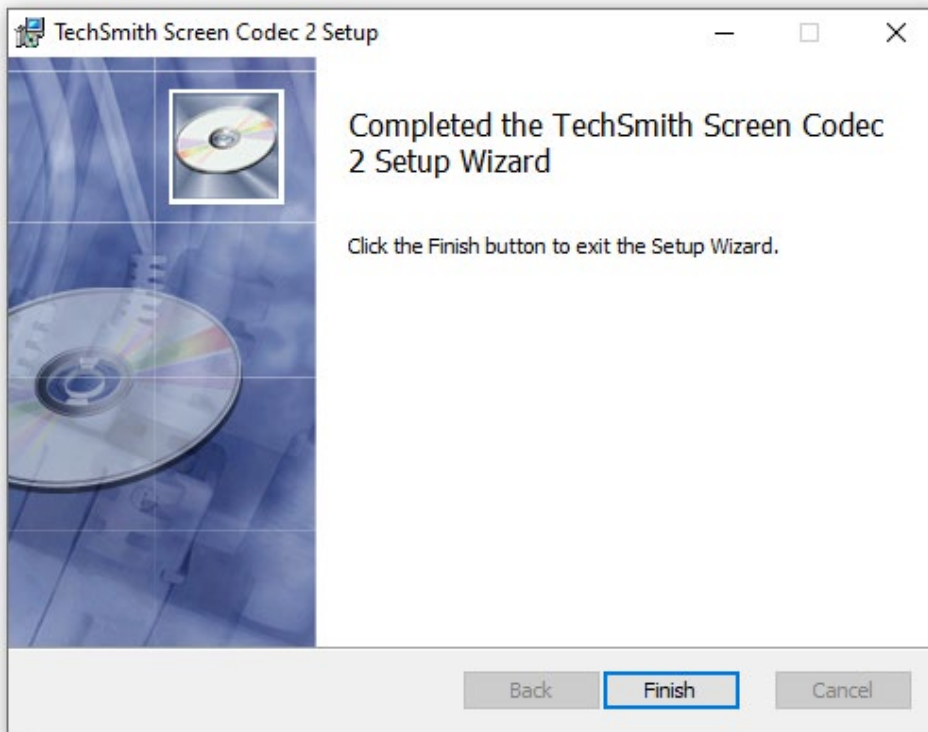 TechSmith Screen Codec 2 Setup
Completed the TechSmith Screen Codec
2 Setup Wizard
Click the Finish button to exit the Setup Wizard.
Back Finish Cancel